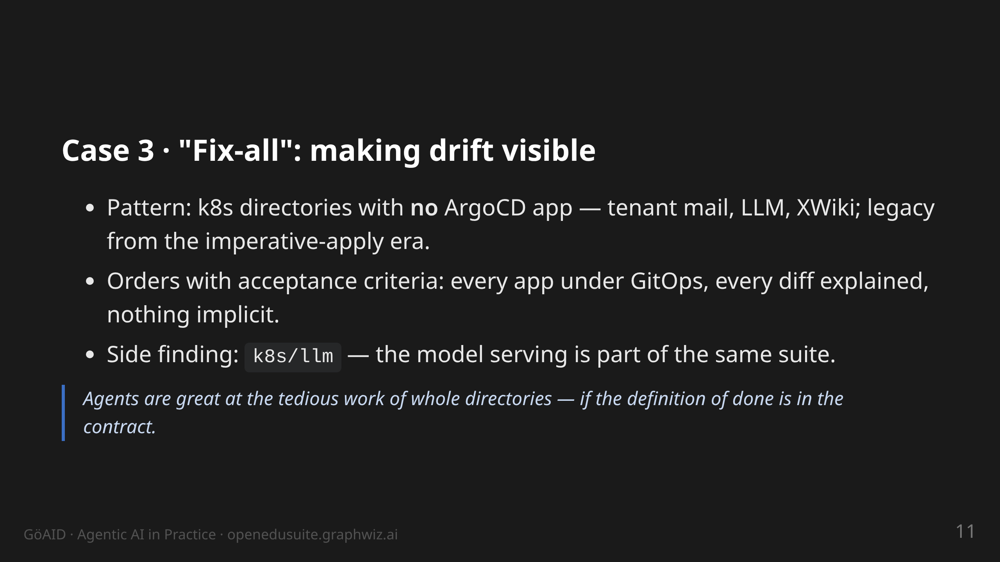 Case 3 · "Fix-all": making drift visible
• Pattern: k8s directories with no ArgoCD app — tenant mail, LLM, XWiki; legacy
from the imperative-apply era.
• Orders with acceptance criteria: every app under GitOps, every diff explained,
nothing implicit.
• Side finding: k8s/llm — the model serving is part of the same suite.
Agents are great at the tedious work of whole directories — if the definition of done is in the
contract.
GöAID · Agentic AI in Practice · openedusuite.graphwiz.ai
11